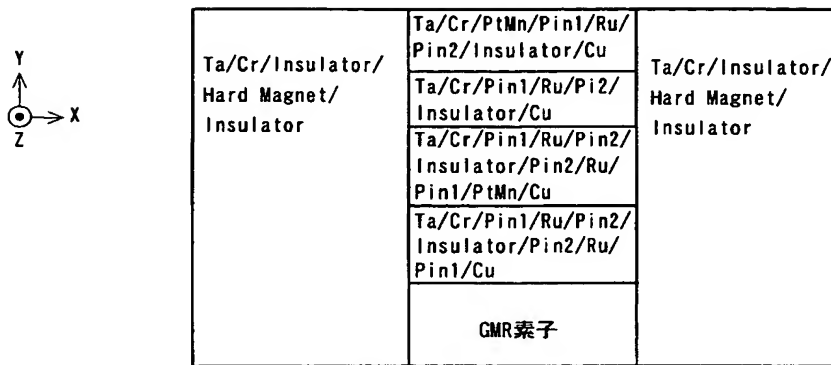 Y
X
Z
Ta/Cr/Insulator/
Hard Magnet/
Insulator
Ta/Cr/PtMn/Pin1/Ru/
Pin2/Insulator/Cu
Ta/Cr/Pin1/Ru/Pi2/
Insulator/Cu
Ta/Cr/Pin1/Ru/Pin2/
Insulator/Pin2/Ru/
Pin1/PtMn/Cu
Ta/Cr/Pin1/Ru/Pin2/
Insulator/Pin2/Ru/
Pin1/Cu
GMR素子
Ta/Cr/Insulator/
Hard Magnet/
Insulator